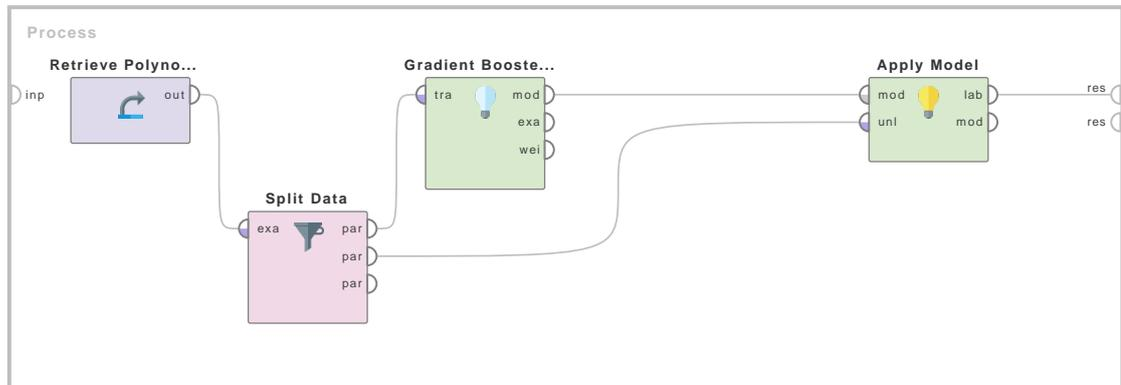 Process
Retrieve Polyno...
Gradient Booste...
Apply Model
inp
out
tra
mod
exa
wei
mod
unl
lab
mod
res
res
Split Data
exa
par
par
par